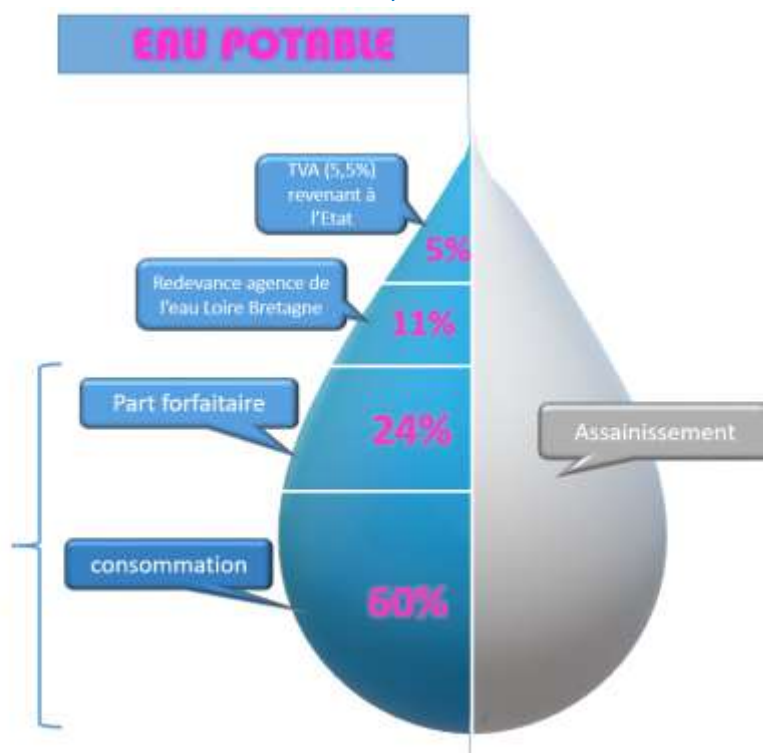 EAU POTABLE
TVA (5,5%)
revenant à
l'Etat
5%
Redevance agence de
l'eau Loire Bretagne
11%
Part forfaitaire
24%
Assainissement
consommation
60%